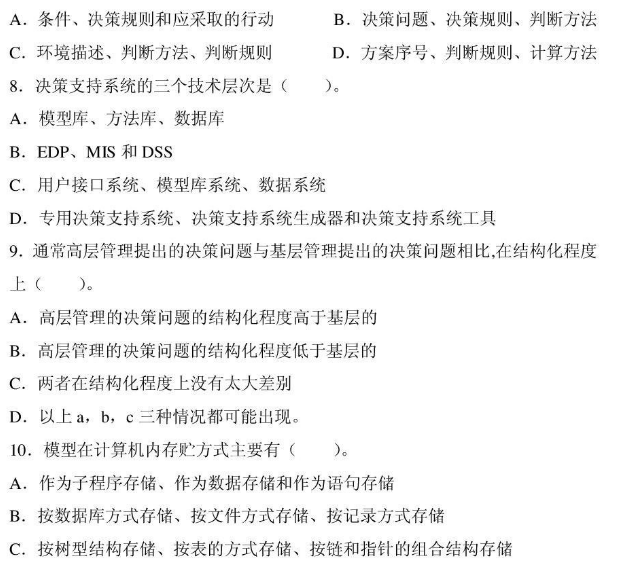 A．条件、决策规则和应采取的行动 B．决策问题、决策规则、判断方法
C．环境描述、判断方法、判断规则 D．方案序号、判断规则、计算方法
8．决策支持系统的三个技术层次是（ ）。
A．模型库、方法库、数据库
B．EDP、MIS 和 DSS
C．用户接口系统、模型库系统、数据系统
D．专用决策支持系统、决策支持系统生成器和决策支持系统工具
9．通常高层管理提出的决策问题与基层管理提出的决策问题相比,在结构化程度
上（ ）。
A．高层管理的决策问题的结构化程度高于基层的
B．高层管理的决策问题的结构化程度低于基层的
C．两者在结构化程度上没有太大差别
D．以上 a，b，c 三种情况都可能出现。
10．模型在计算机内存贮方式主要有（ ）。
A．作为子程序存储、作为数据存储和作为语句存储
B．按数据库方式存储、按文件方式存储、按记录方式存储
C．按树型结构存储、按表的方式存储、按链和指针的组合结构存储